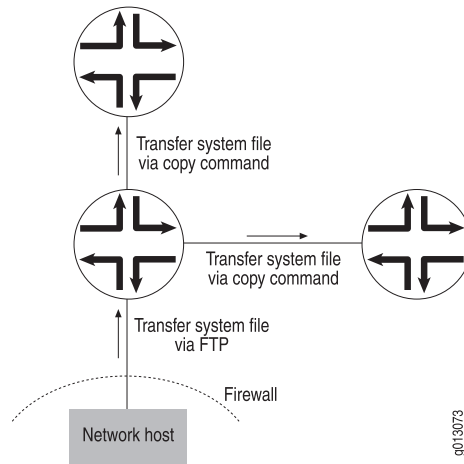 Transfer system file
via copy command
Transfer system file
via copy command
Transfer system file
via FTP
Firewall
Network host
g013073